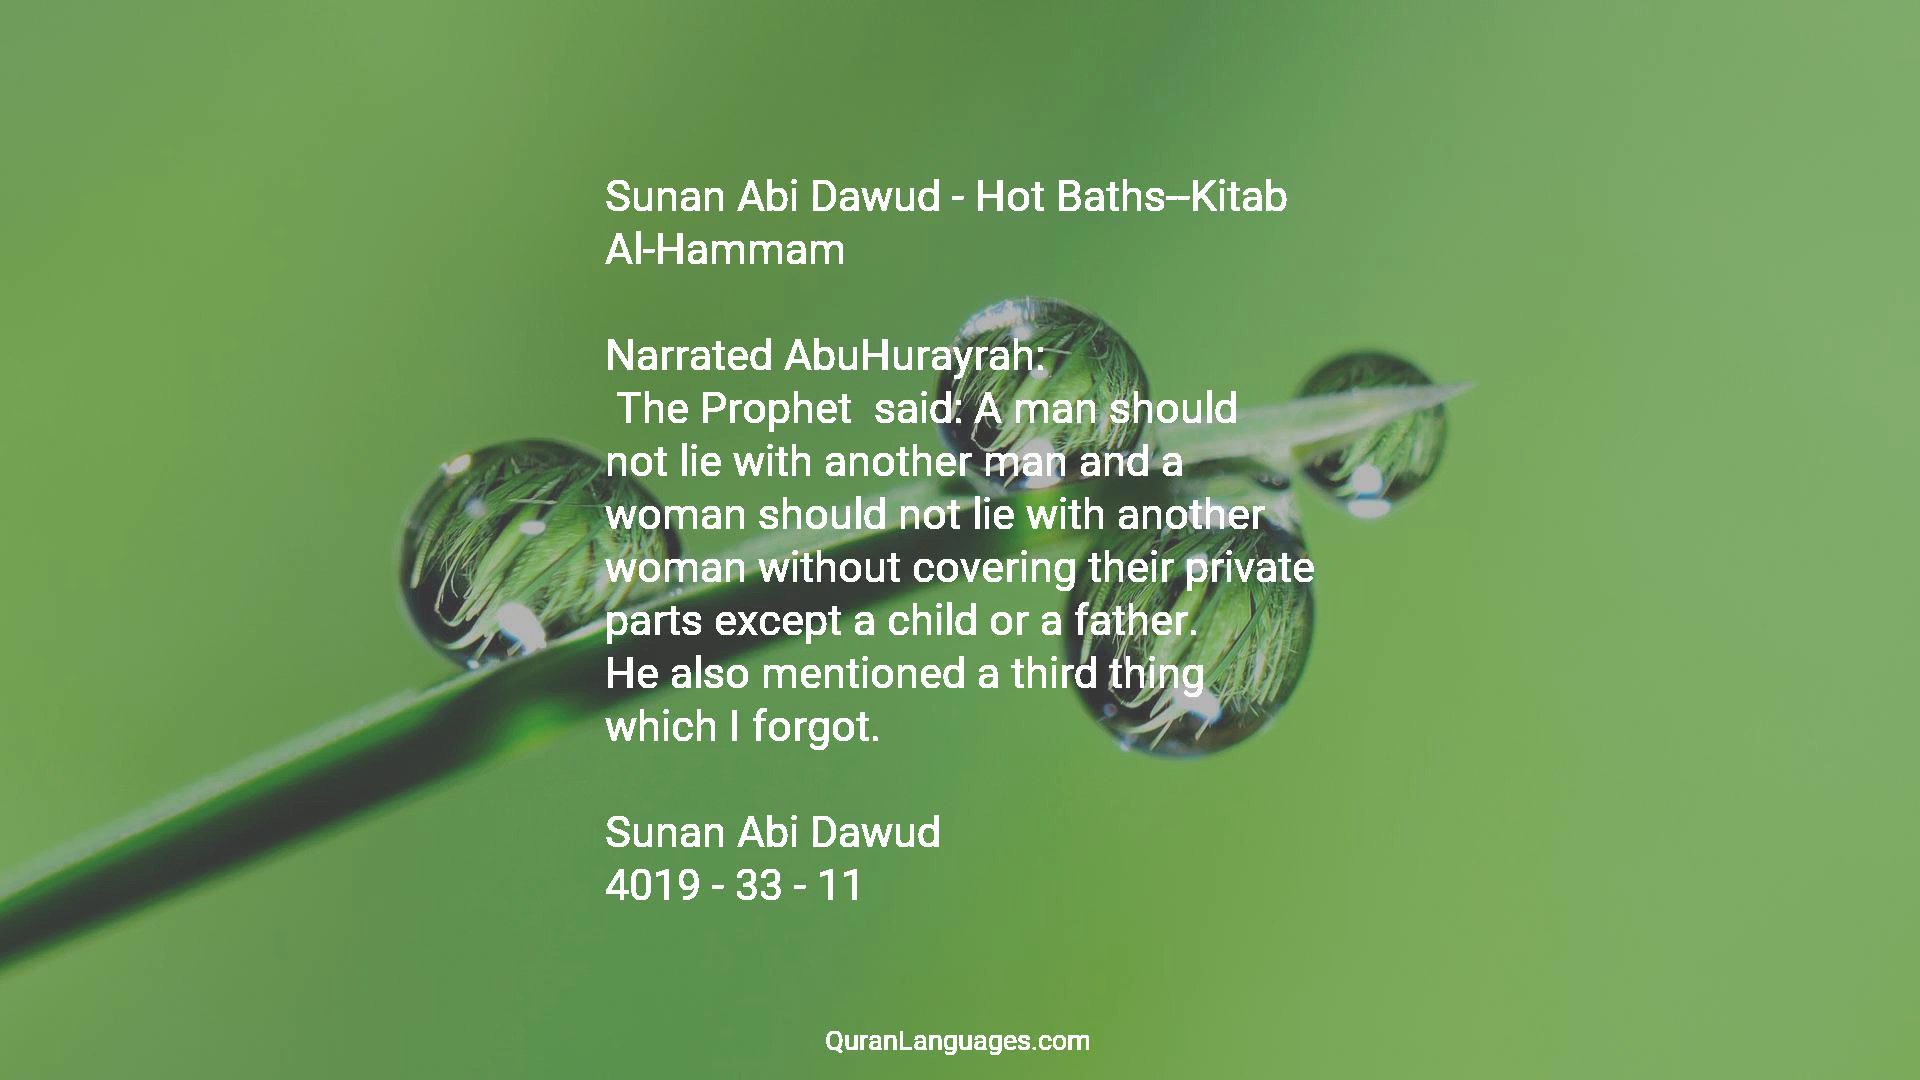 Sunan Abi Dawud - Hot Baths--Kitab
Al-Hammam
Narrated AbuHurayrah:
The Prophet  said: A man should
not lie with another man and a
woman should not lie with another
woman without covering their private
parts except a child or a father.
He also mentioned a third thing
which I forgot.
Sunan Abi Dawud
4019 - 33 - 11
QuranLanguages.com